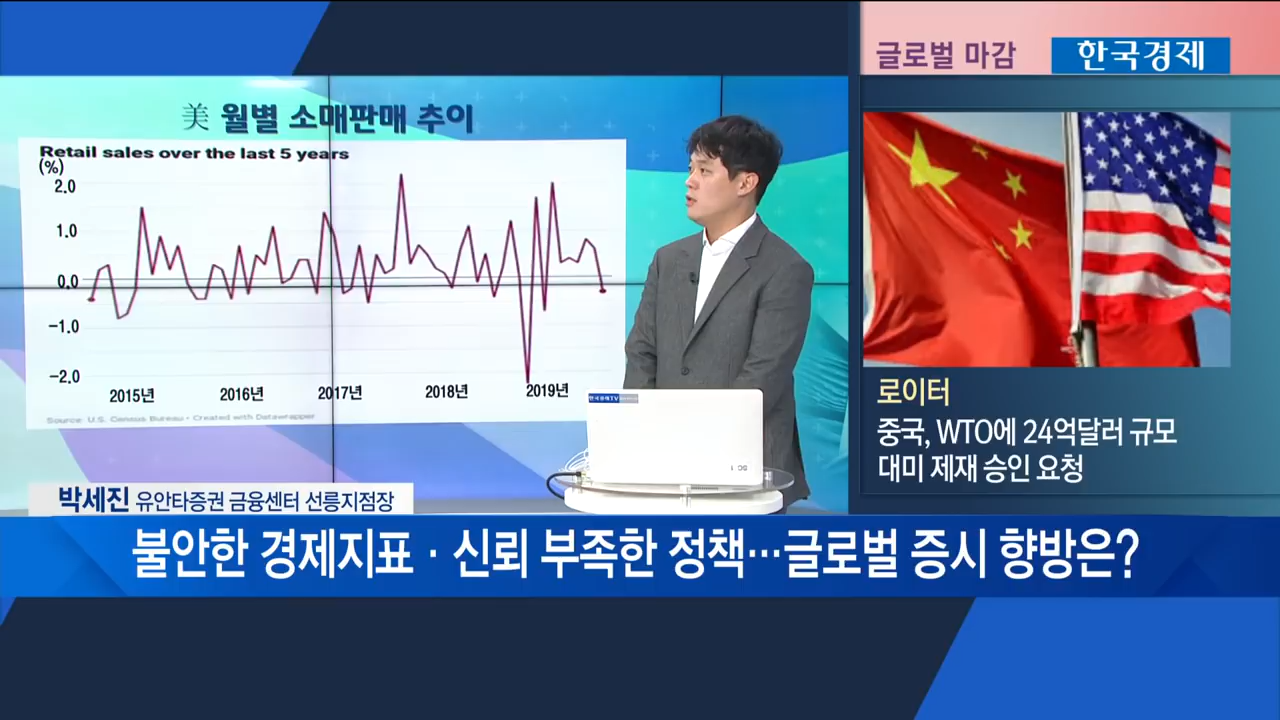 글로벌 마감
한국경제
美 월별 소매판매 추이
Retail sales over the last 5 years
(%)
2.0
1.0
0.0
-1.0
-2.0
2015년
2016년
2017년
2018년
2019년
Source: U.S. Census Bureau • Created with Datawrapper
한국경제TV
로이터
중국, WTO에 24억달러 규모
대미 제재 승인 요청
박세진 유안타증권 금융센터 선릉지점장
불안한 경제지표·신뢰 부족한 정책…글로벌 증시 향방은?